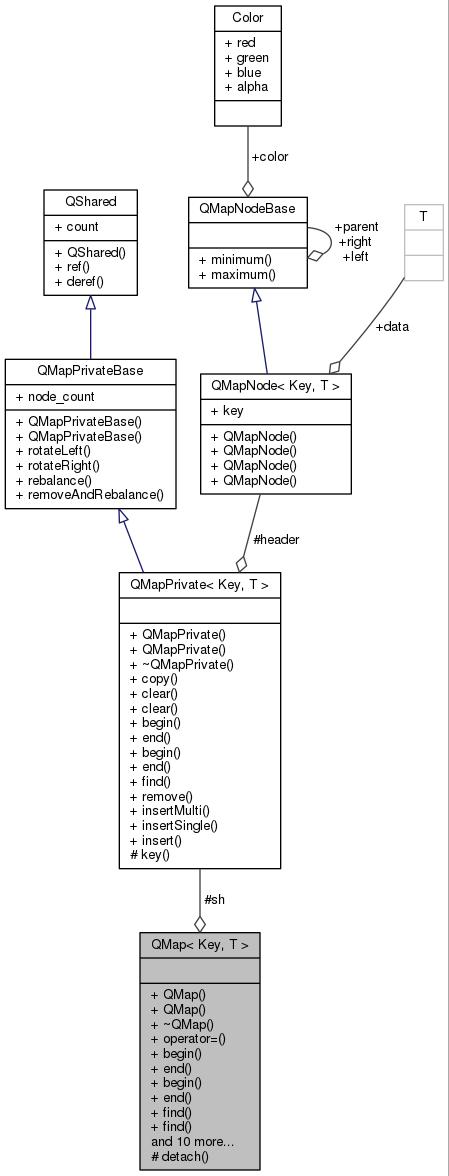 Color
+ red
+ green
+ blue
+ alpha
+color
QShared
+ count
+ QShared()
+ ref()
+ deref()
QMapNodeBase
+ minimum()
+ maximum()
+parent
+right
+left
T
+data
QMapPrivateBase
+ node_count
+ QMapPrivateBase()
+ QMapPrivateBase()
+ rotateLeft()
+ rotateRight()
+ rebalance()
+ removeAndRebalance()
QMapNode< Key, T >
+ key
+ QMapNode()
+ QMapNode()
+ QMapNode()
+ QMapNode()
#header
QMapPrivate< Key, T >
+ QMapPrivate()
+ QMapPrivate()
+ ~QMapPrivate()
+ copy()
+ clear()
+ clear()
+ begin()
+ end()
+ begin()
+ end()
+ find()
+ remove()
+ insertMulti()
+ insertSingle()
+ insert()
# key()
#sh
QMap< Key, T >
+ QMap()
+ QMap()
+ ~QMap()
+ operator=()
+ begin()
+ end()
+ begin()
+ end()
+ find()
+ find()
and 10 more...
# detach()